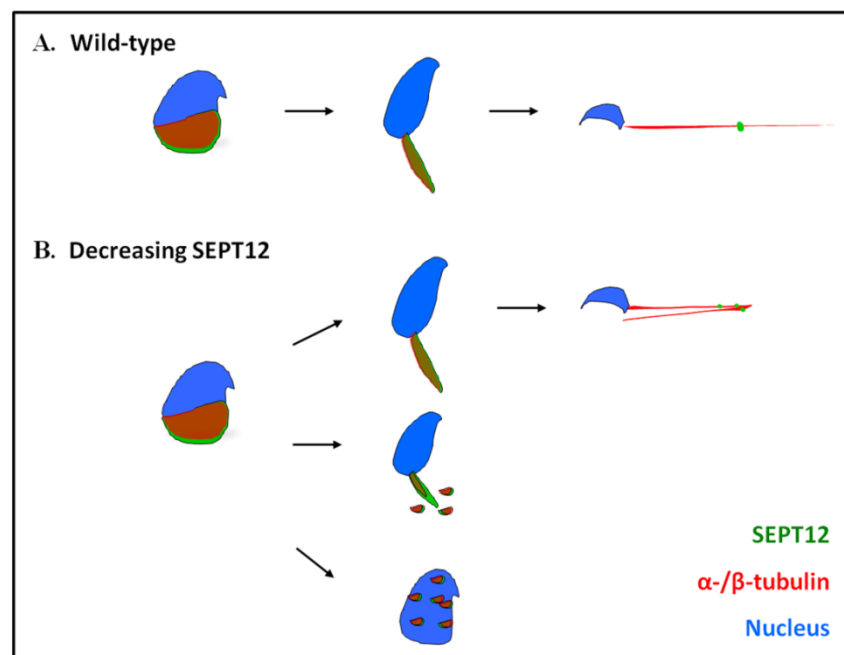 A. Wild-type
B. Decreasing SEPT12
SEPT12
α-/β-tubulin
Nucleus